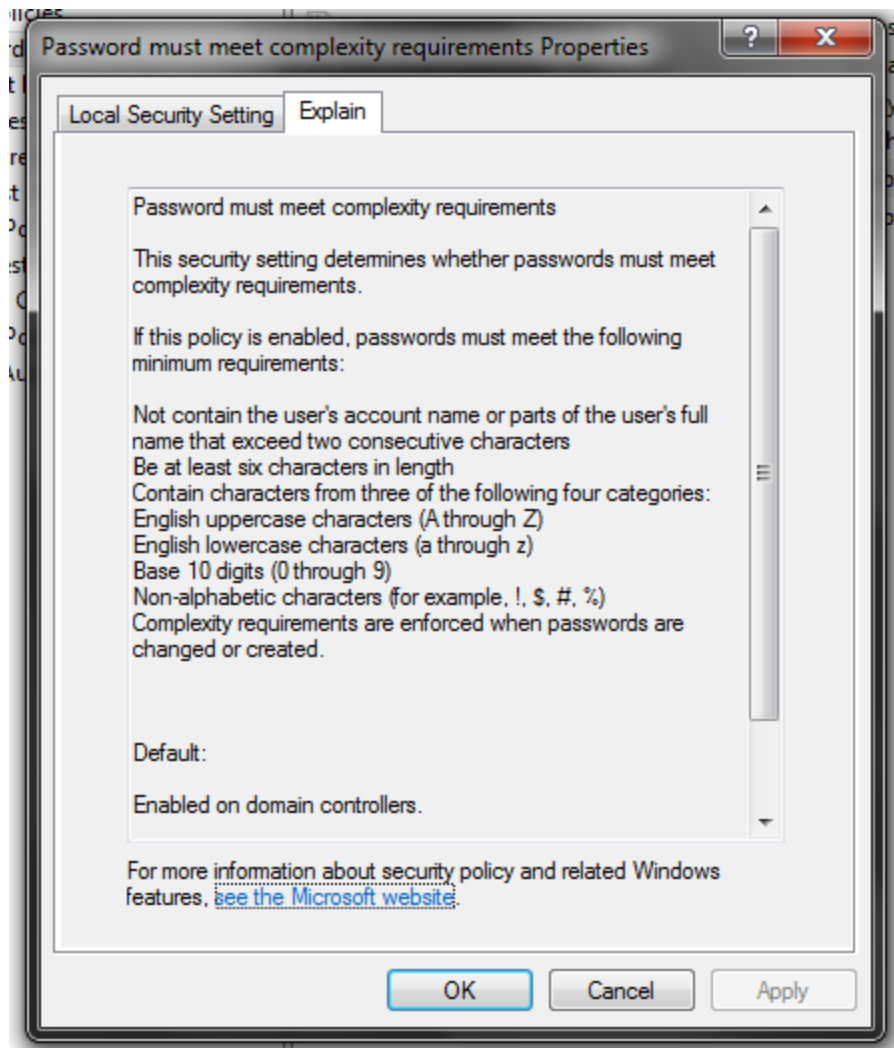 Password must meet complexity requirements Properties
Local Security Setting
Explain
Password must meet complexity requirements
This security setting determines whether passwords must meet
complexity requirements.
If this policy is enabled, passwords must meet the following
minimum requirements:
Not contain the user's account name or parts of the user's full
name that exceed two consecutive characters
Be at least six characters in length
Contain characters from three of the following four categories:
English uppercase characters (A through Z)
English lowercase characters (a through z)
Base 10 digits (0 through 9)
Non-alphabetic characters (for example, !, $, #, %)
Complexity requirements are enforced when passwords are
changed or created.
Default:
Enabled on domain controllers.
For more information about security policy and related Windows
features, see the Microsoft website.
OK
Cancel
Apply